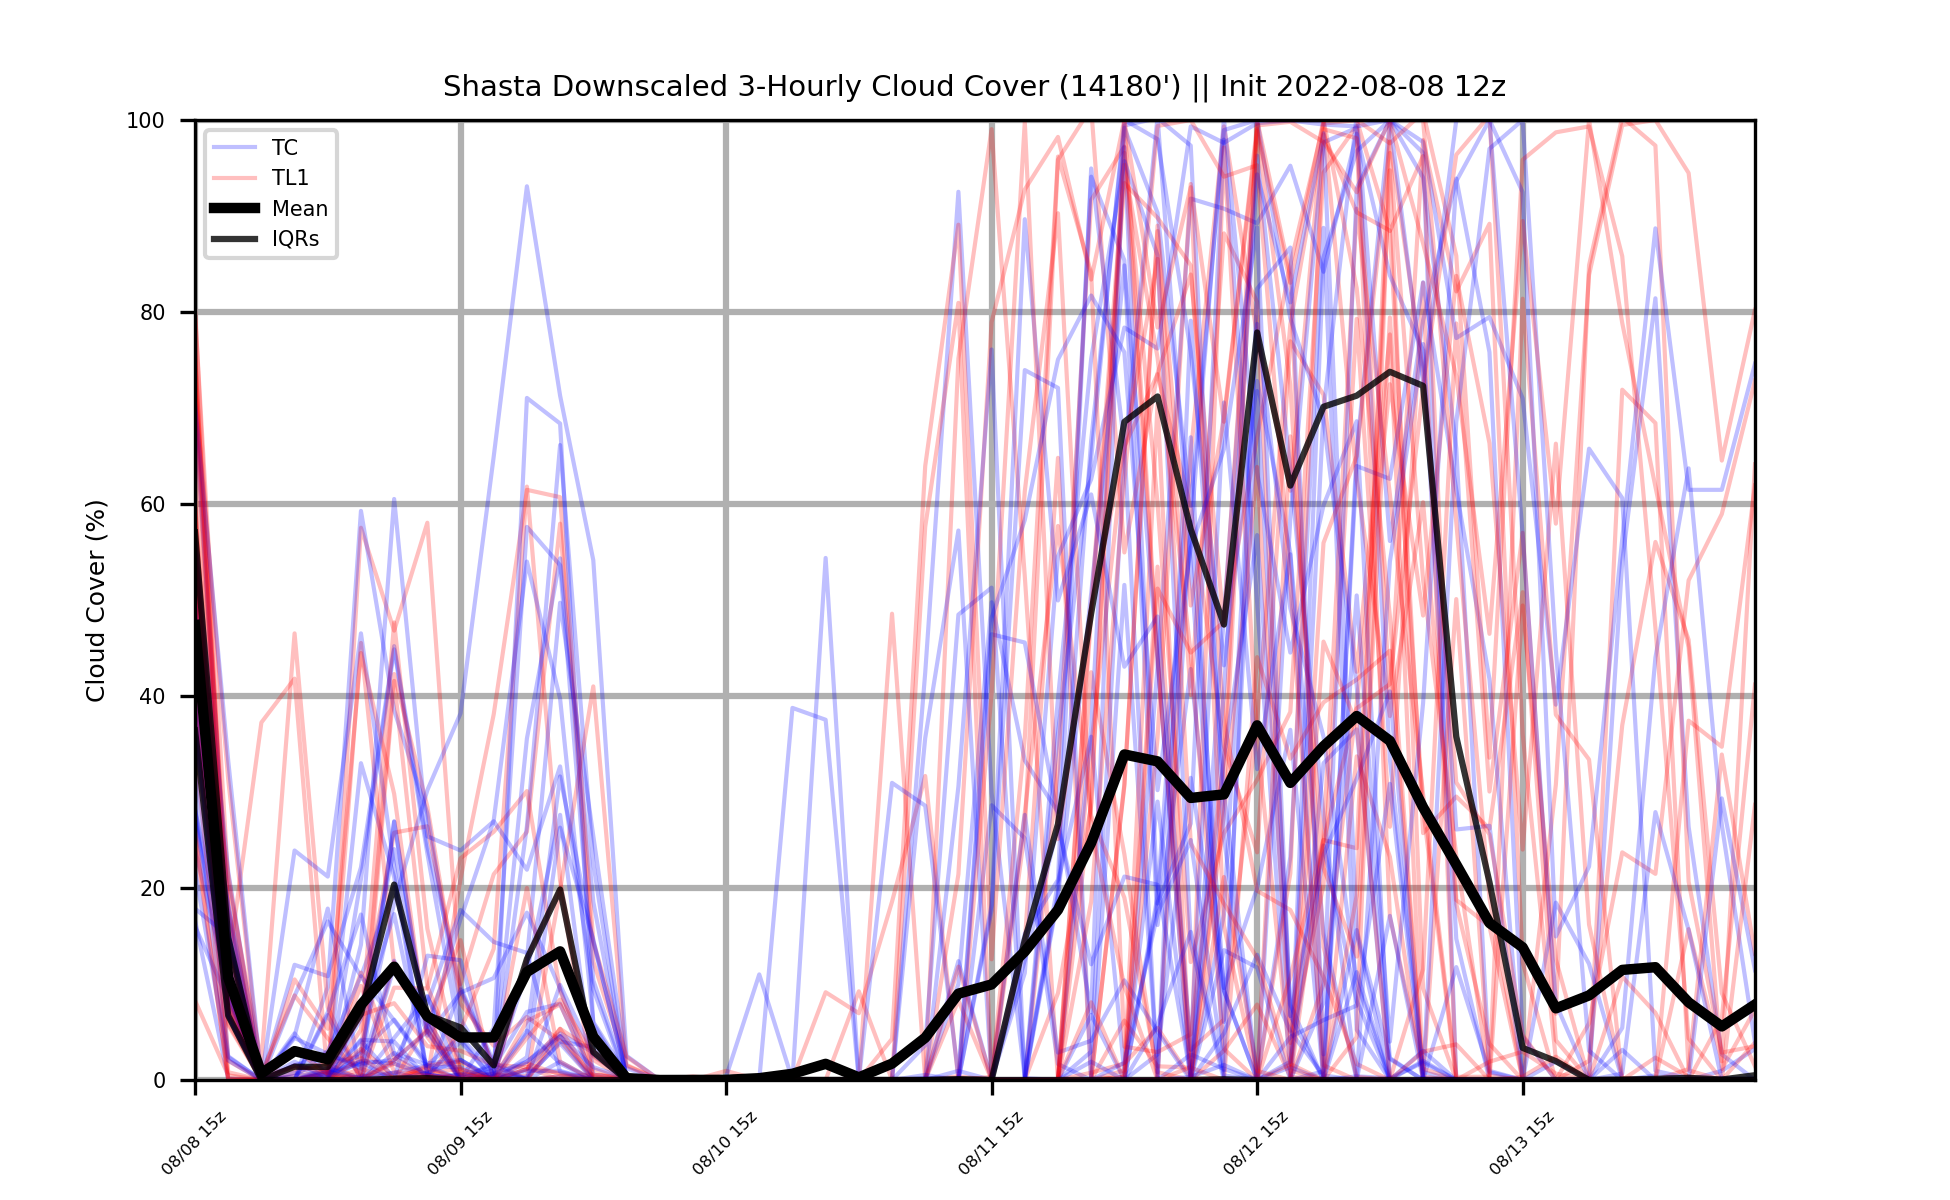 Shasta Downscaled 3-Hourly Cloud Cover (14180') || Init 2022-08-08 12z
Cloud Cover (%)
100
80
60
40
20
0
TC
TL1
Mean
IQRs
08/08 15z
08/09 15z
08/10 15z
08/11 15z
08/12 15z
08/13 15z